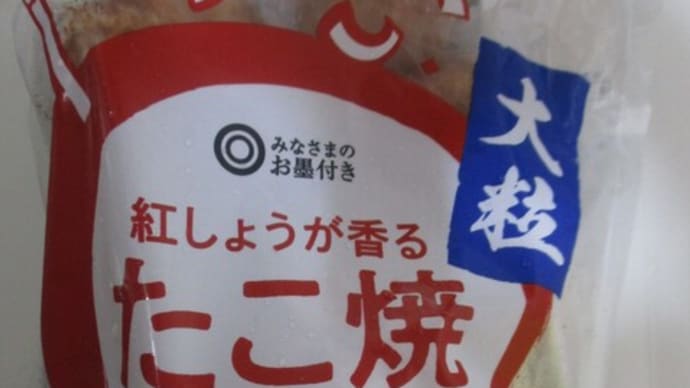 みなさまの
お墨付き
大粒
紅しょうが香る
たこ焼